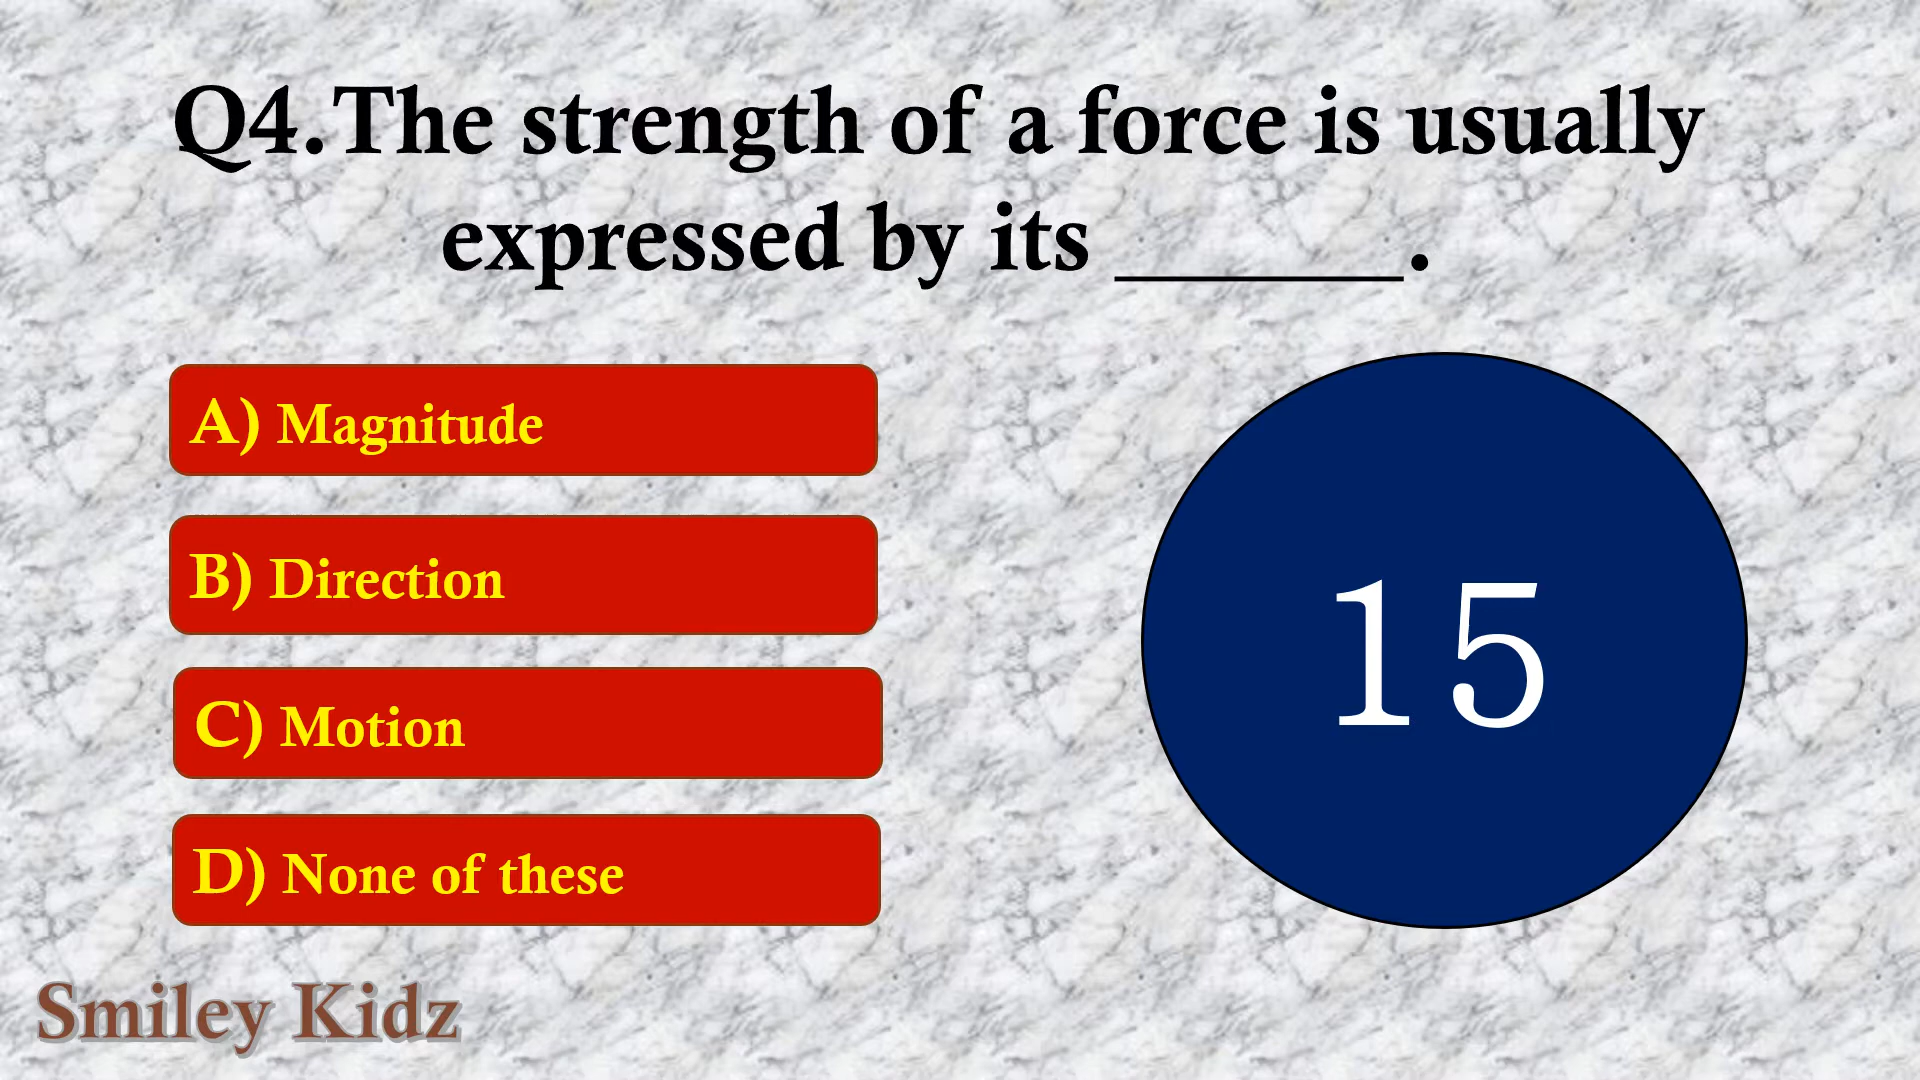 Q4.The strength of a force is usually
expressed by its ______.
A) Magnitude
B) Direction
C) Motion
D) None of these
15
Smiley Kidz